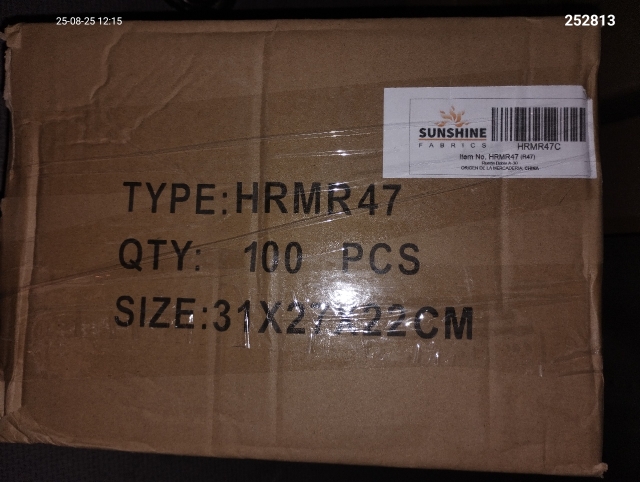 25-08-25 12:15
252813
SUNSHINE
FABRICS
HRMR47C
Item No. HRMR47 (R47)
ORIGEN DE LA MERCADERIA: CHINA
TYPE:HRMR47
QTY: 100 PCS
SIZE:31X27X22CM